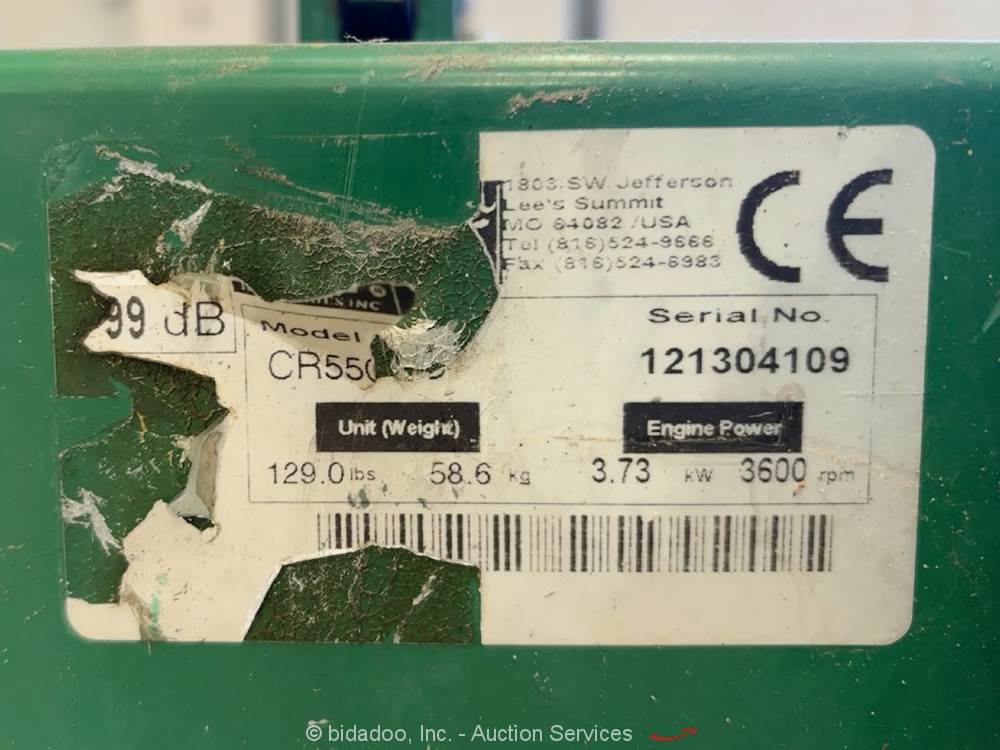 1803 SW Jefferson
Lee's Summit
MO 64082 /USA
Tel (816)524-9666
Fax (816)524-6983
CE
99 dB
INC
Model
Serial No.
CR550
121304109
Unit (Weight)
Engine Power
129.0 lbs 58.6 kg
3.73 kW 3600 rpm
© bidadoo, Inc. - Auction Services